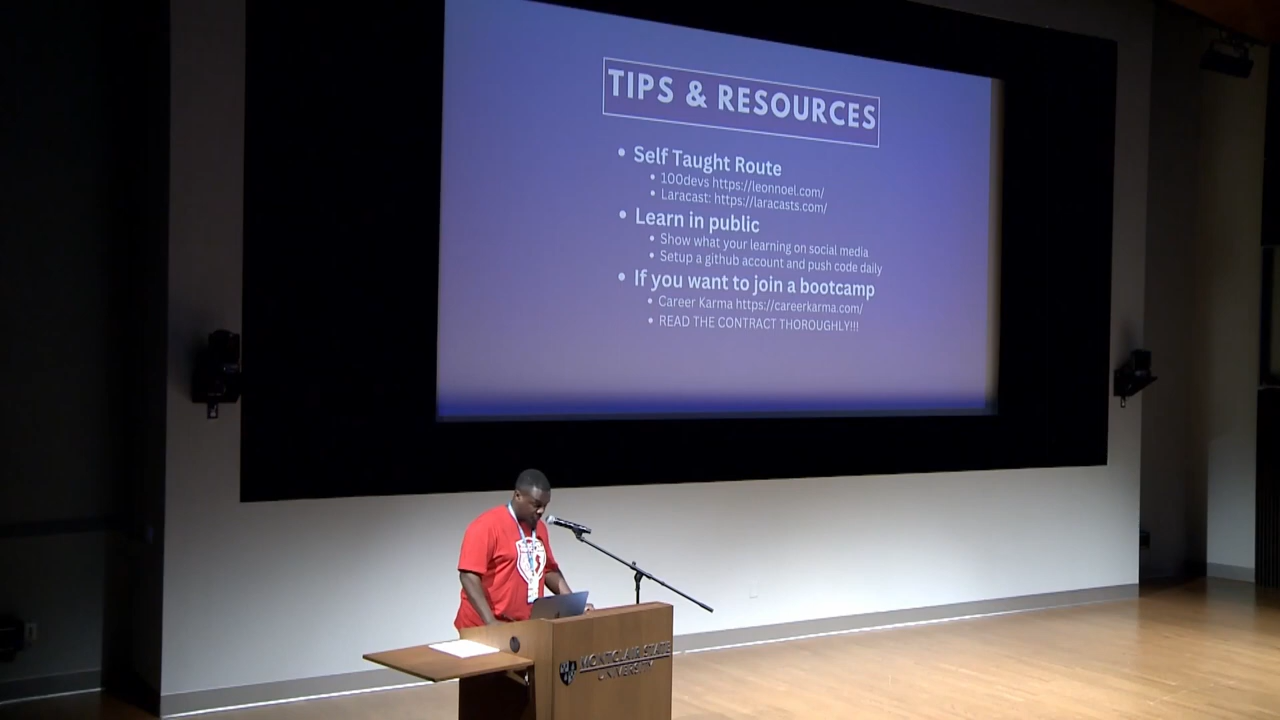 TIPS & RESOURCES
• Self Taught Route
• 100devs https://leonnoel.com/
• Laracast: https://laracasts.com/
• Learn in public
• Show what your learning on social media
• Setup a github account and push code daily
• If you want to join a bootcamp
• Career Karma https://careerkarma.com/
• READ THE CONTRACT THOROUGHLY!!!
MONTCLAIR STATE
UNIVERSITY